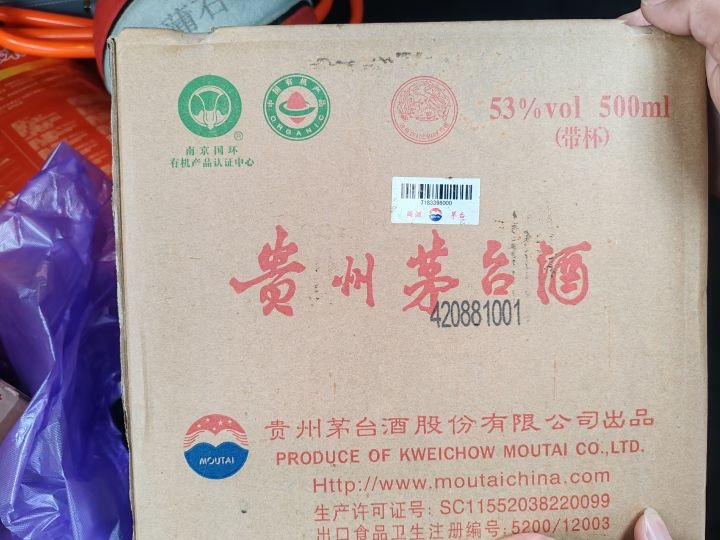 53%vol 500ml
(带杯)
中国有机产品
ORGANIC
南京国环
有机产品认证中心
7183398000
茅台
贵州茅台酒
420881001
MOUTAI
贵州茅台酒股份有限公司出品
PRODUCE OF KWEICHOW MOUTAI CO.,LTD.
Http://www.moutaichina.com
生产许可证号: SC11552038220099
出口食品卫生注册编号: 5200/12003